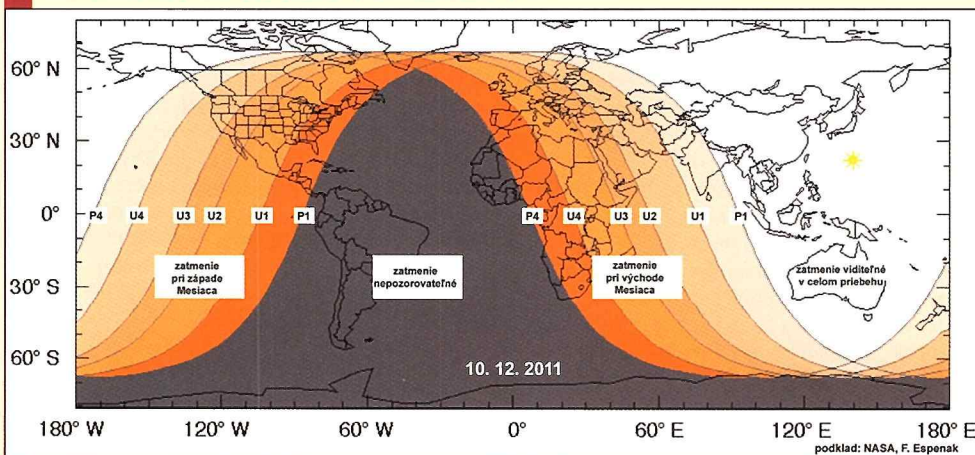 60° N
30° N
0°
30° S
60° S
P4 U4 U3 U2 U1 P1 P4 U4 U3 U2 U1 P1
zatmenie
pri západe
Mesiaca
zatmenie
nepozorovateľné
zatmenie
pri východe
Mesiaca
zatmenie viditeľné
v celom priebehu
10. 12. 2011
180° W 120° W 60° W 0° 60° E 120° E 180° E
podklad: NASA, F. Espenak